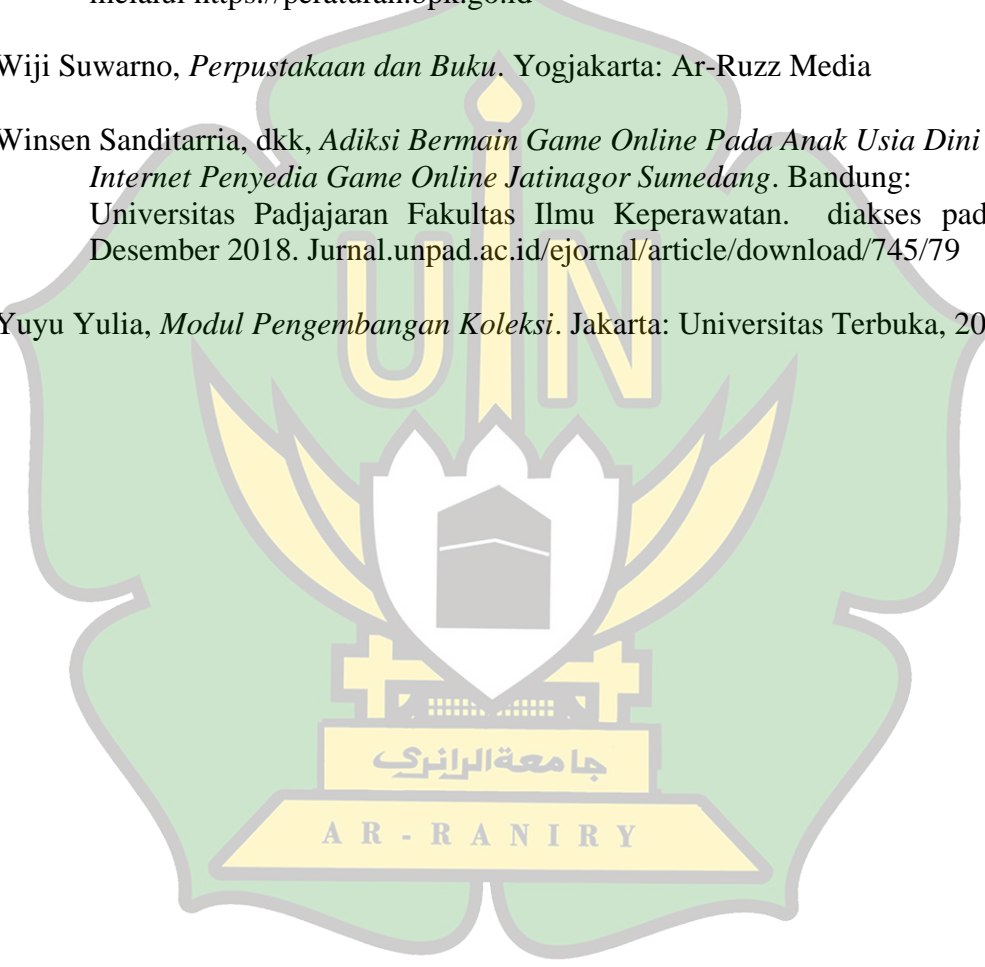 https://peraturan.bpk.go.id
Wiji Suwarno, Perpustakaan dan Buku. Yogjakarta: Ar-Ruzz Media
Winsen Sanditarria, dkk, Adiksi Bermain Game Online Pada Anak Usia Dini
Internet Penyedia Game Online Jatinagor Sumedang. Bandung:
Universitas Padjajaran Fakultas Ilmu Keperawatan. diakses pad
Desember 2018. Jurnal.unpad.ac.id/ejornal/article/download/745/79
Yuyu Yulia, Modul Pengembangan Koleksi. Jakarta: Universitas Terbuka, 20
UIN
جامعة الرانري
AR-RANIRY